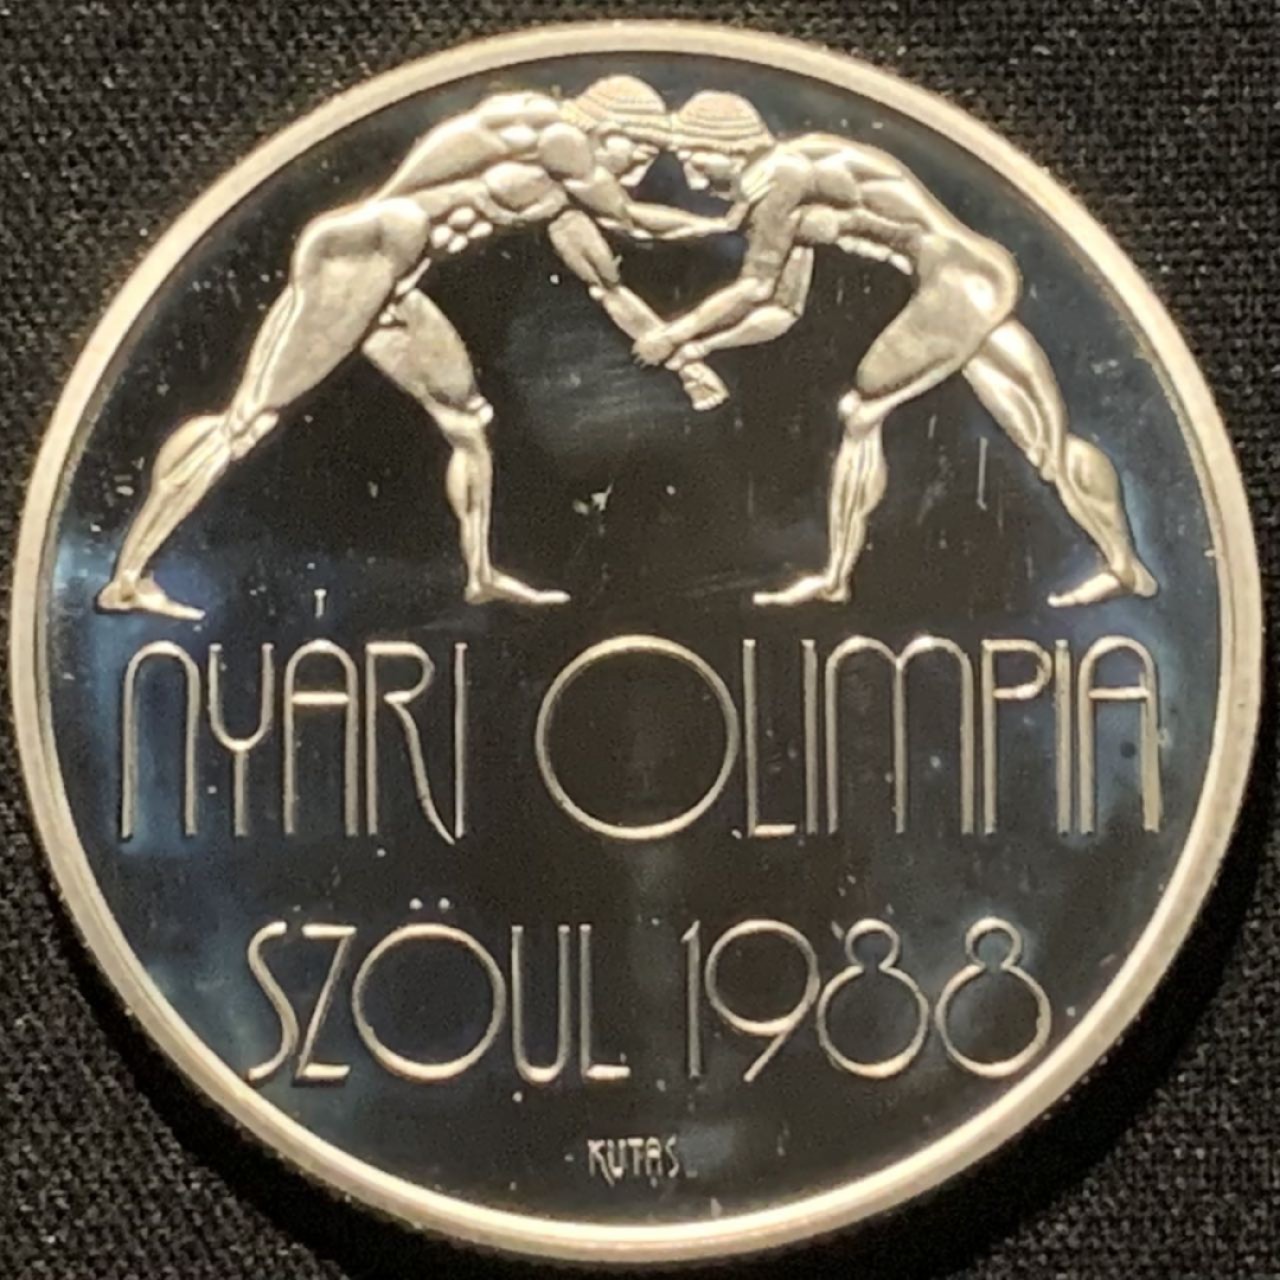 NYÁRI OLIMPIA
SZÖUL 1988
KUTAS